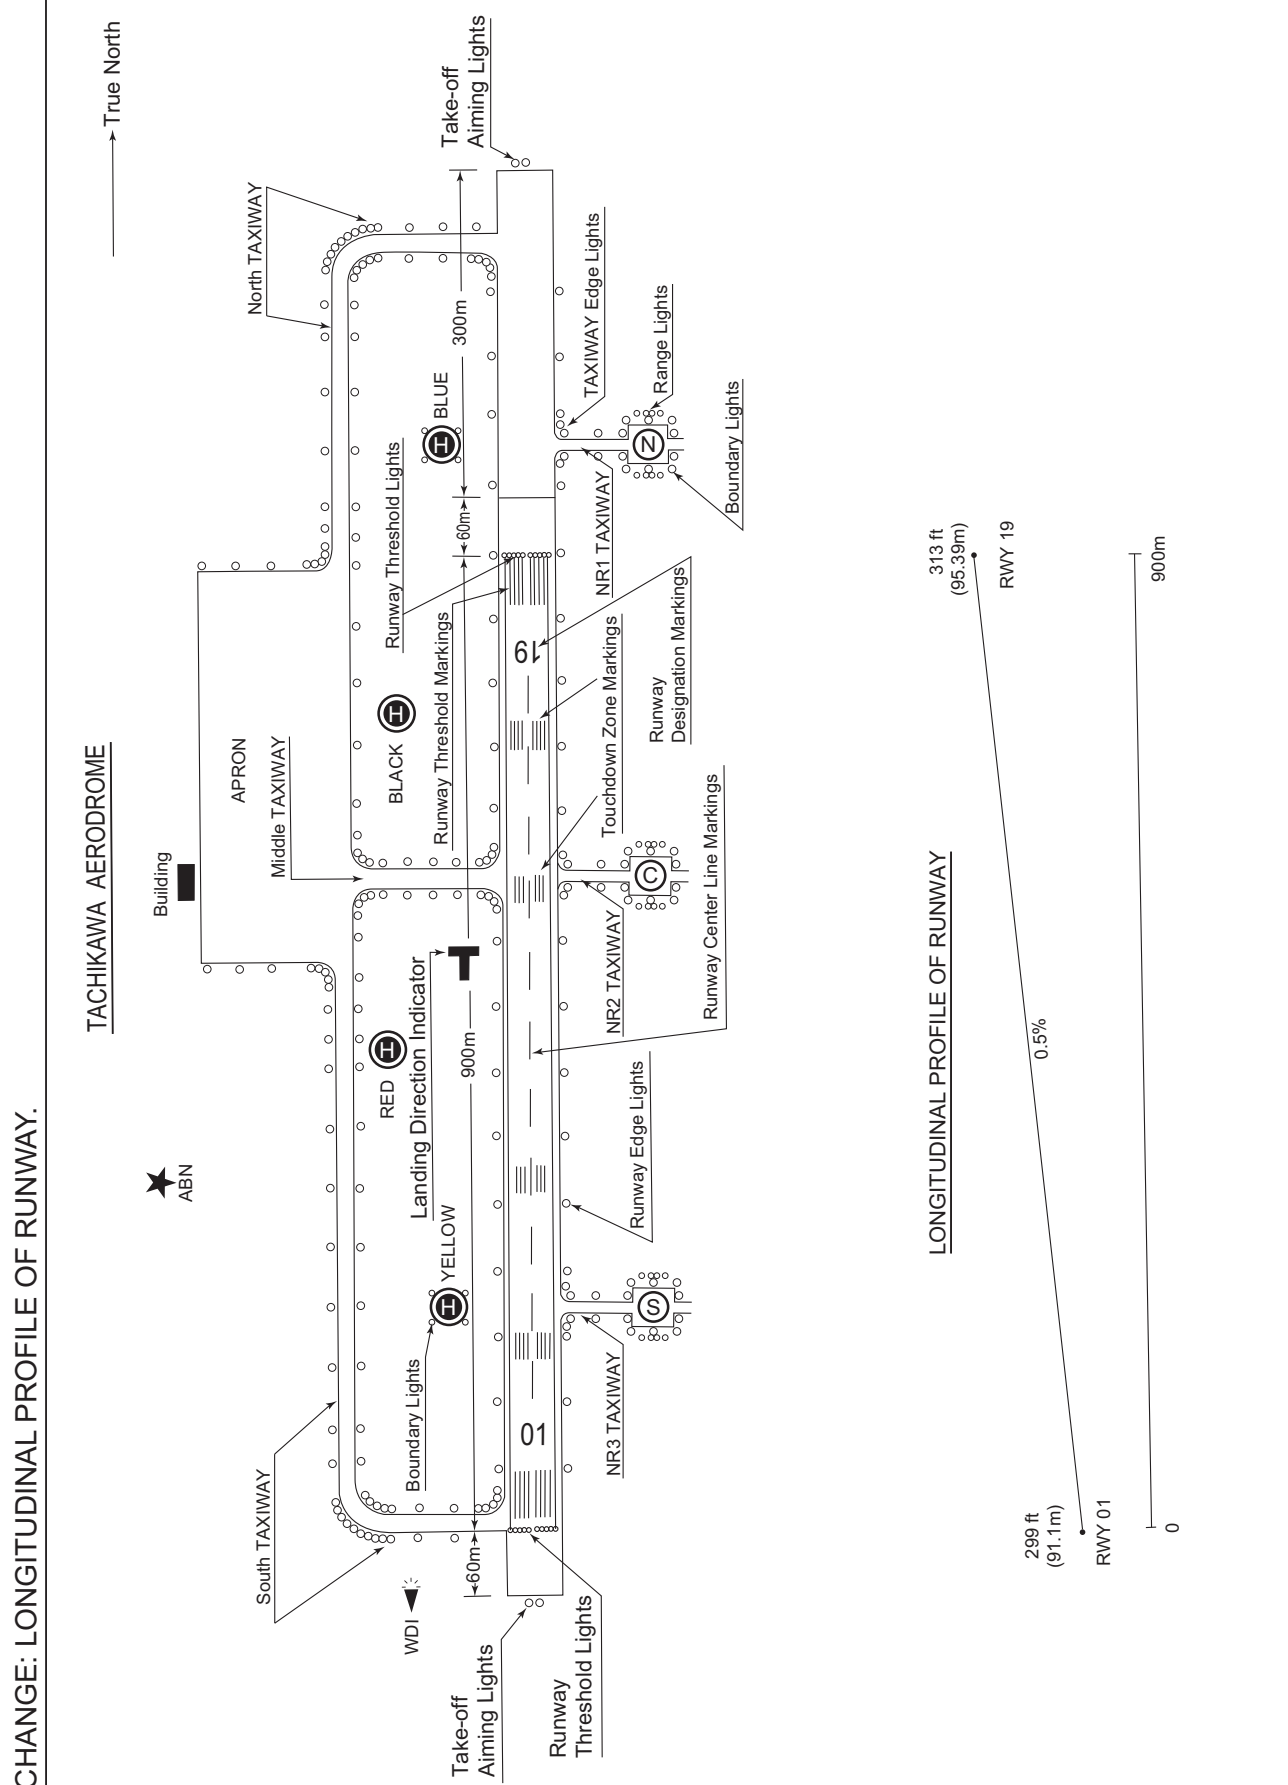 CHANGE: LONGITUDINAL PROFILE OF RUNWAY.
TACHIKAWA AERODROME
True North
Building
ABN
APRON
Middle TAXIWAY
North TAXIWAY
South TAXIWAY
WDI
RED
H
BLACK
H
BLUE
H
YELLOW
H
Landing Direction Indicator
Boundary Lights
Runway Threshold Lights
Runway Threshold Markings
Take-off
Aiming Lights
Take-off
Aiming Lights
60m
900m
60m
300m
01
19
Runway
Threshold Lights
NR3 TAXIWAY
NR2 TAXIWAY
NR1 TAXIWAY
Runway Edge Lights
Touchdown Zone Markings
TAXIWAY Edge Lights
Range Lights
S
C
N
Runway
Designation Markings
Runway Center Line Markings
Boundary Lights
LONGITUDINAL PROFILE OF RUNWAY
299 ft
(91.1m)
RWY 01
0.5%
313 ft
(95.39m)
RWY 19
0
900m